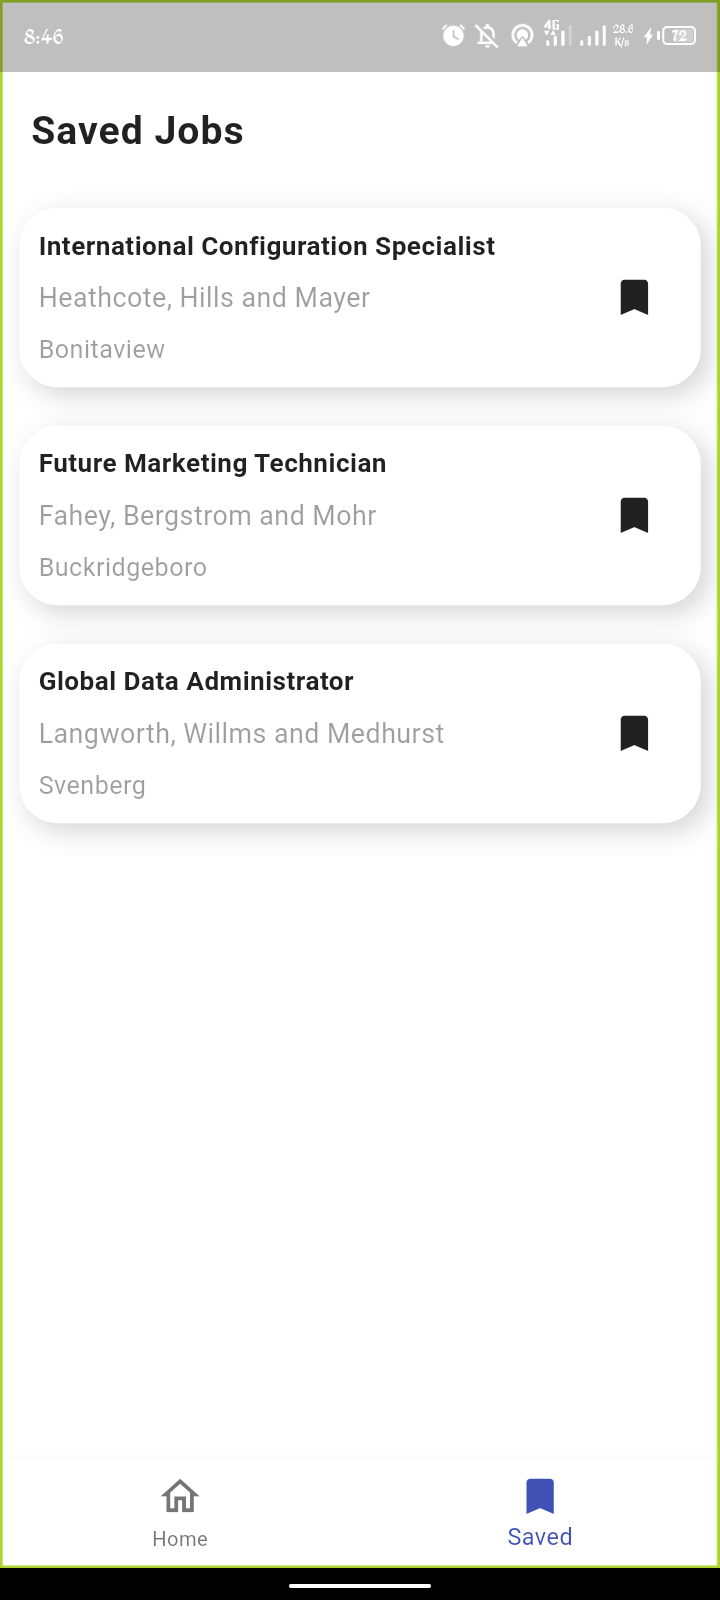 8:46
4G
28.6
K/s
72
Saved Jobs
International Configuration Specialist
Heathcote, Hills and Mayer
Bonitaview
Future Marketing Technician
Fahey, Bergstrom and Mohr
Buckridgeboro
Global Data Administrator
Langworth, Willms and Medhurst
Svenberg
Home
Saved